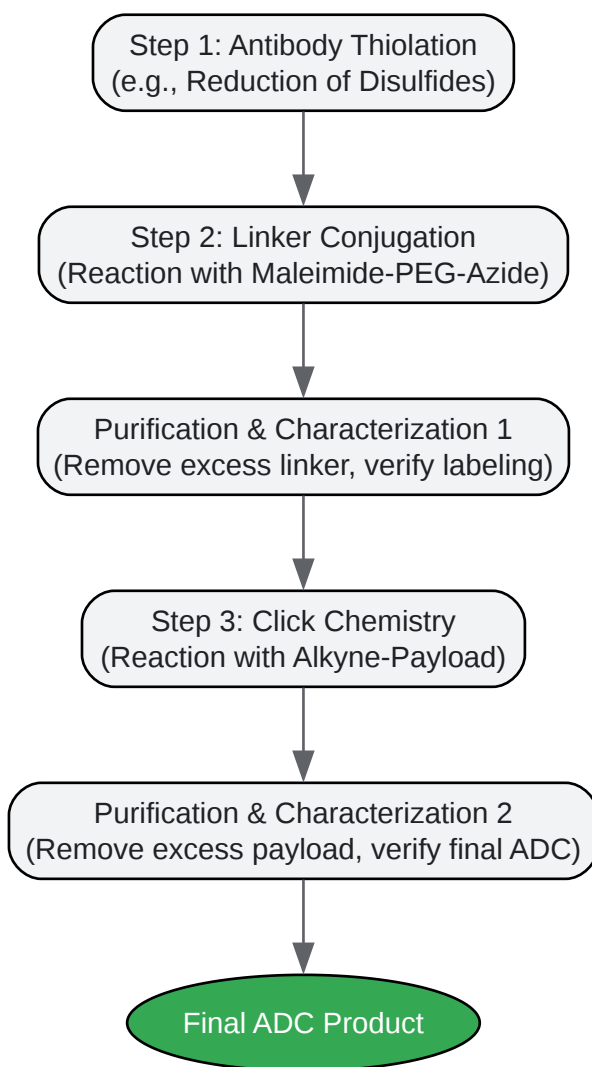 Step 1: Antibody Thiolation
(e.g., Reduction of Disulfides)
Step 2: Linker Conjugation
(Reaction with Maleimide-PEG-Azide)
Purification & Characterization 1
(Remove excess linker, verify labeling)
Step 3: Click Chemistry
(Reaction with Alkyne-Payload)
Purification & Characterization 2
(Remove excess payload, verify final ADC)
Final ADC Product